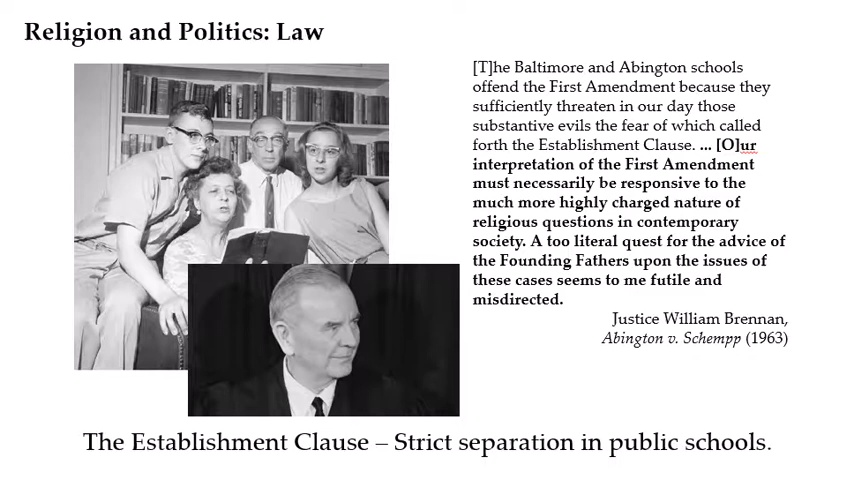 Religion and Politics: Law
[T]he Baltimore and Abington schools
offend the First Amendment because they
sufficiently threaten in our day those
substantive evils the fear of which called
forth the Establishment Clause. ... [O]ur
interpretation of the First Amendment
must necessarily be responsive to the
much more highly charged nature of
religious questions in contemporary
society. A too literal quest for the advice of
the Founding Fathers upon the issues of
these cases seems to me futile and
misdirected.
Justice William Brennan,
Abington v. Schempp (1963)
The Establishment Clause – Strict separation in public schools.